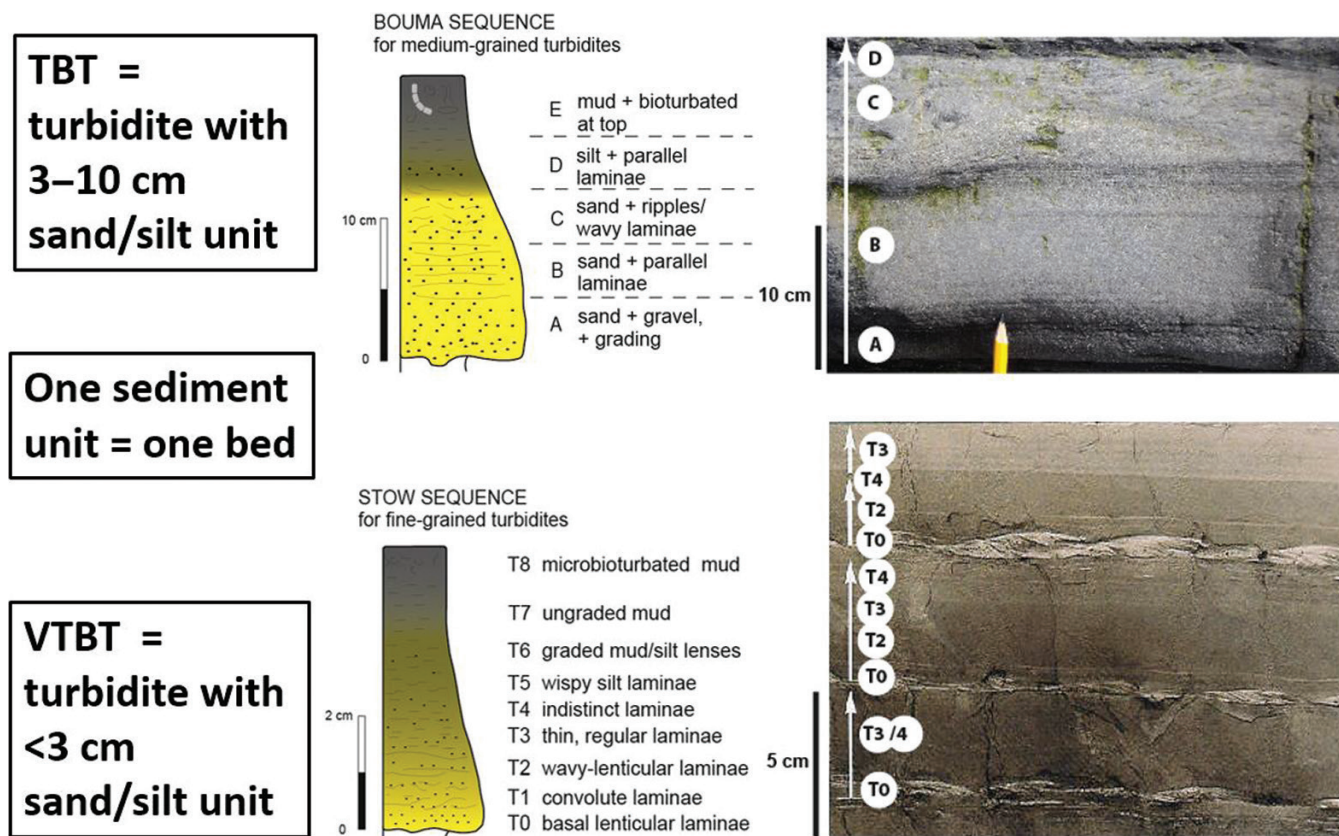 TBT =
turbidite with
3–10 cm
sand/silt unit
One sediment
unit = one bed
VTBT =
turbidite with
<3 cm
sand/silt unit
BOUMA SEQUENCE
for medium-grained turbidites
10 cm
0
E mud + bioturbated
at top
D silt + parallel
laminae
C sand + ripples/
wavy laminae
B sand + parallel
laminae
A sand + gravel,
+ grading
10 cm
D
C
B
A
STOW SEQUENCE
for fine-grained turbidites
2 cm
0
T8 microbioturbated mud
T7 ungraded mud
T6 graded mud/silt lenses
T5 wispy silt laminae
T4 indistinct laminae
T3 thin, regular laminae
T2 wavy-lenticular laminae
T1 convolute laminae
T0 basal lenticular laminae
5 cm
T3
T4
T2
T0
T4
T3
T2
T0
T3 /4
T0